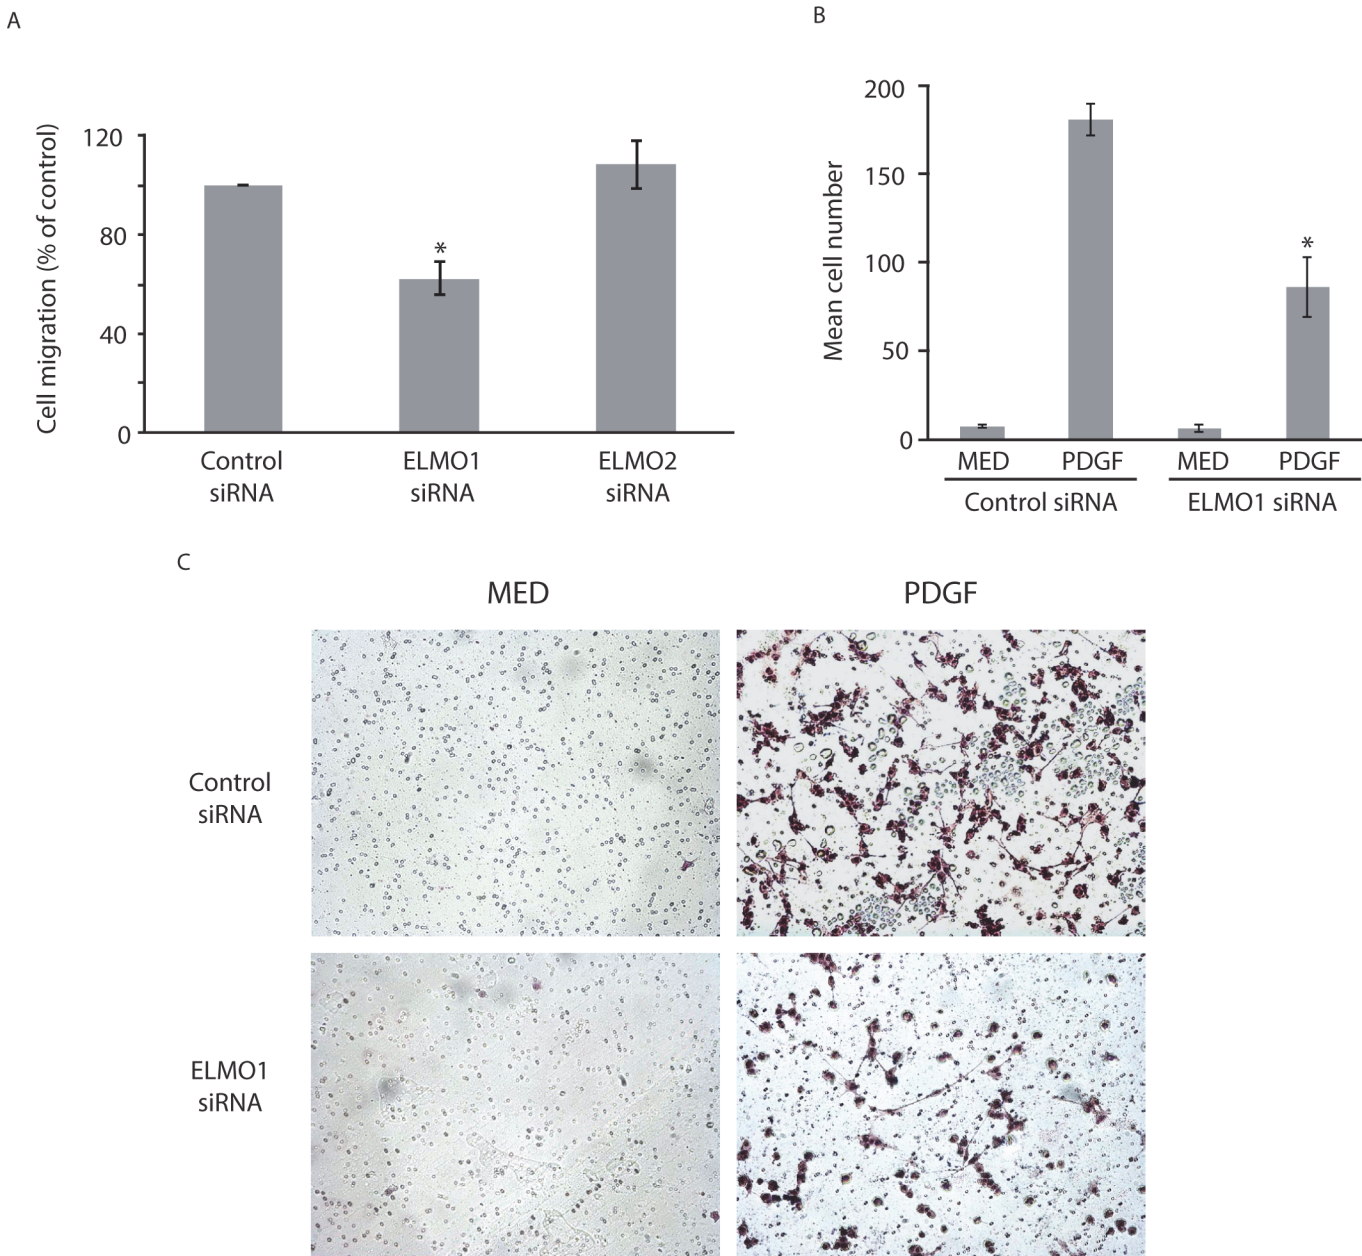 A
Cell migration (% of control)
120
80
40
0
*
Control
siRNA
ELMO1
siRNA
ELMO2
siRNA
B
Mean cell number
200
150
100
50
0
*
MED PDGF MED PDGF
Control siRNA ELMO1 siRNA
C
MED PDGF
Control
siRNA
ELMO1
siRNA